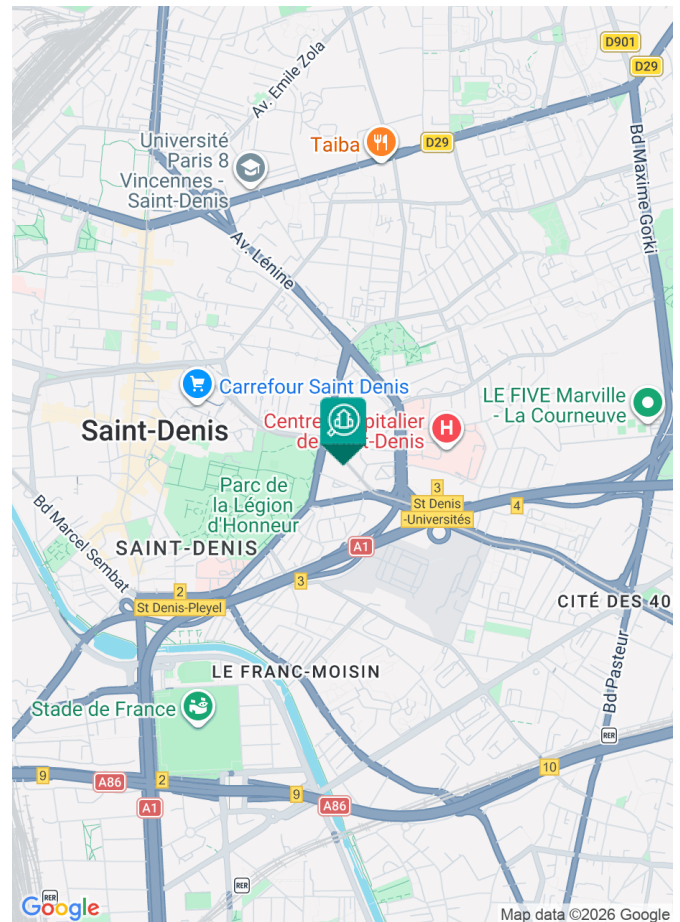 D901
D29
Av. Emile Zola
Taiba
D29
Université
Paris 8
Vincennes -
Saint-Denis
Bd Maxime Gorki
Av. Lénine
Carrefour Saint Denis
LE FIVE Marville
- La Courneuve
Saint-Denis
Centre
pitalier
de
t-Denis
H
Parc de
la Légion
d'Honneur
3
4
St Denis
-Universités
Bd Marcel Sembat
SAINT-DENIS
A1
3
2
St Denis-Pleyel
CITÉ DES 40
LE FRANC-MOISIN
Bd Pasteur
Stade de France
RER
9
A86
2
9
10
A1
A86
RER
RER
Google
Map data ©2026 Google